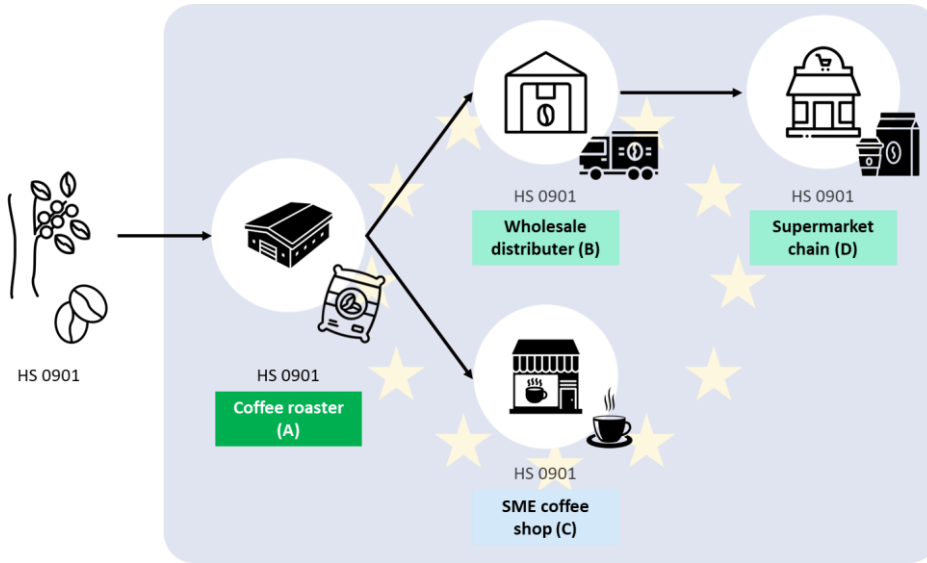 HS 0901
HS 0901
Coffee roaster
(A)
HS 0901
Wholesale
distributer (B)
HS 0901
Supermarket
chain (D)
HS 0901
SME coffee
shop (C)